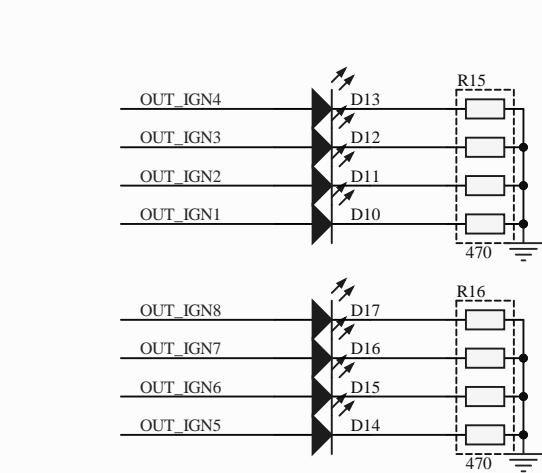 R15
OUT_IGN4 D13
OUT_IGN3 D12
OUT_IGN2 D11
OUT_IGN1 D10
470
R16
OUT_IGN8 D17
OUT_IGN7 D16
OUT_IGN6 D15
OUT_IGN5 D14
470